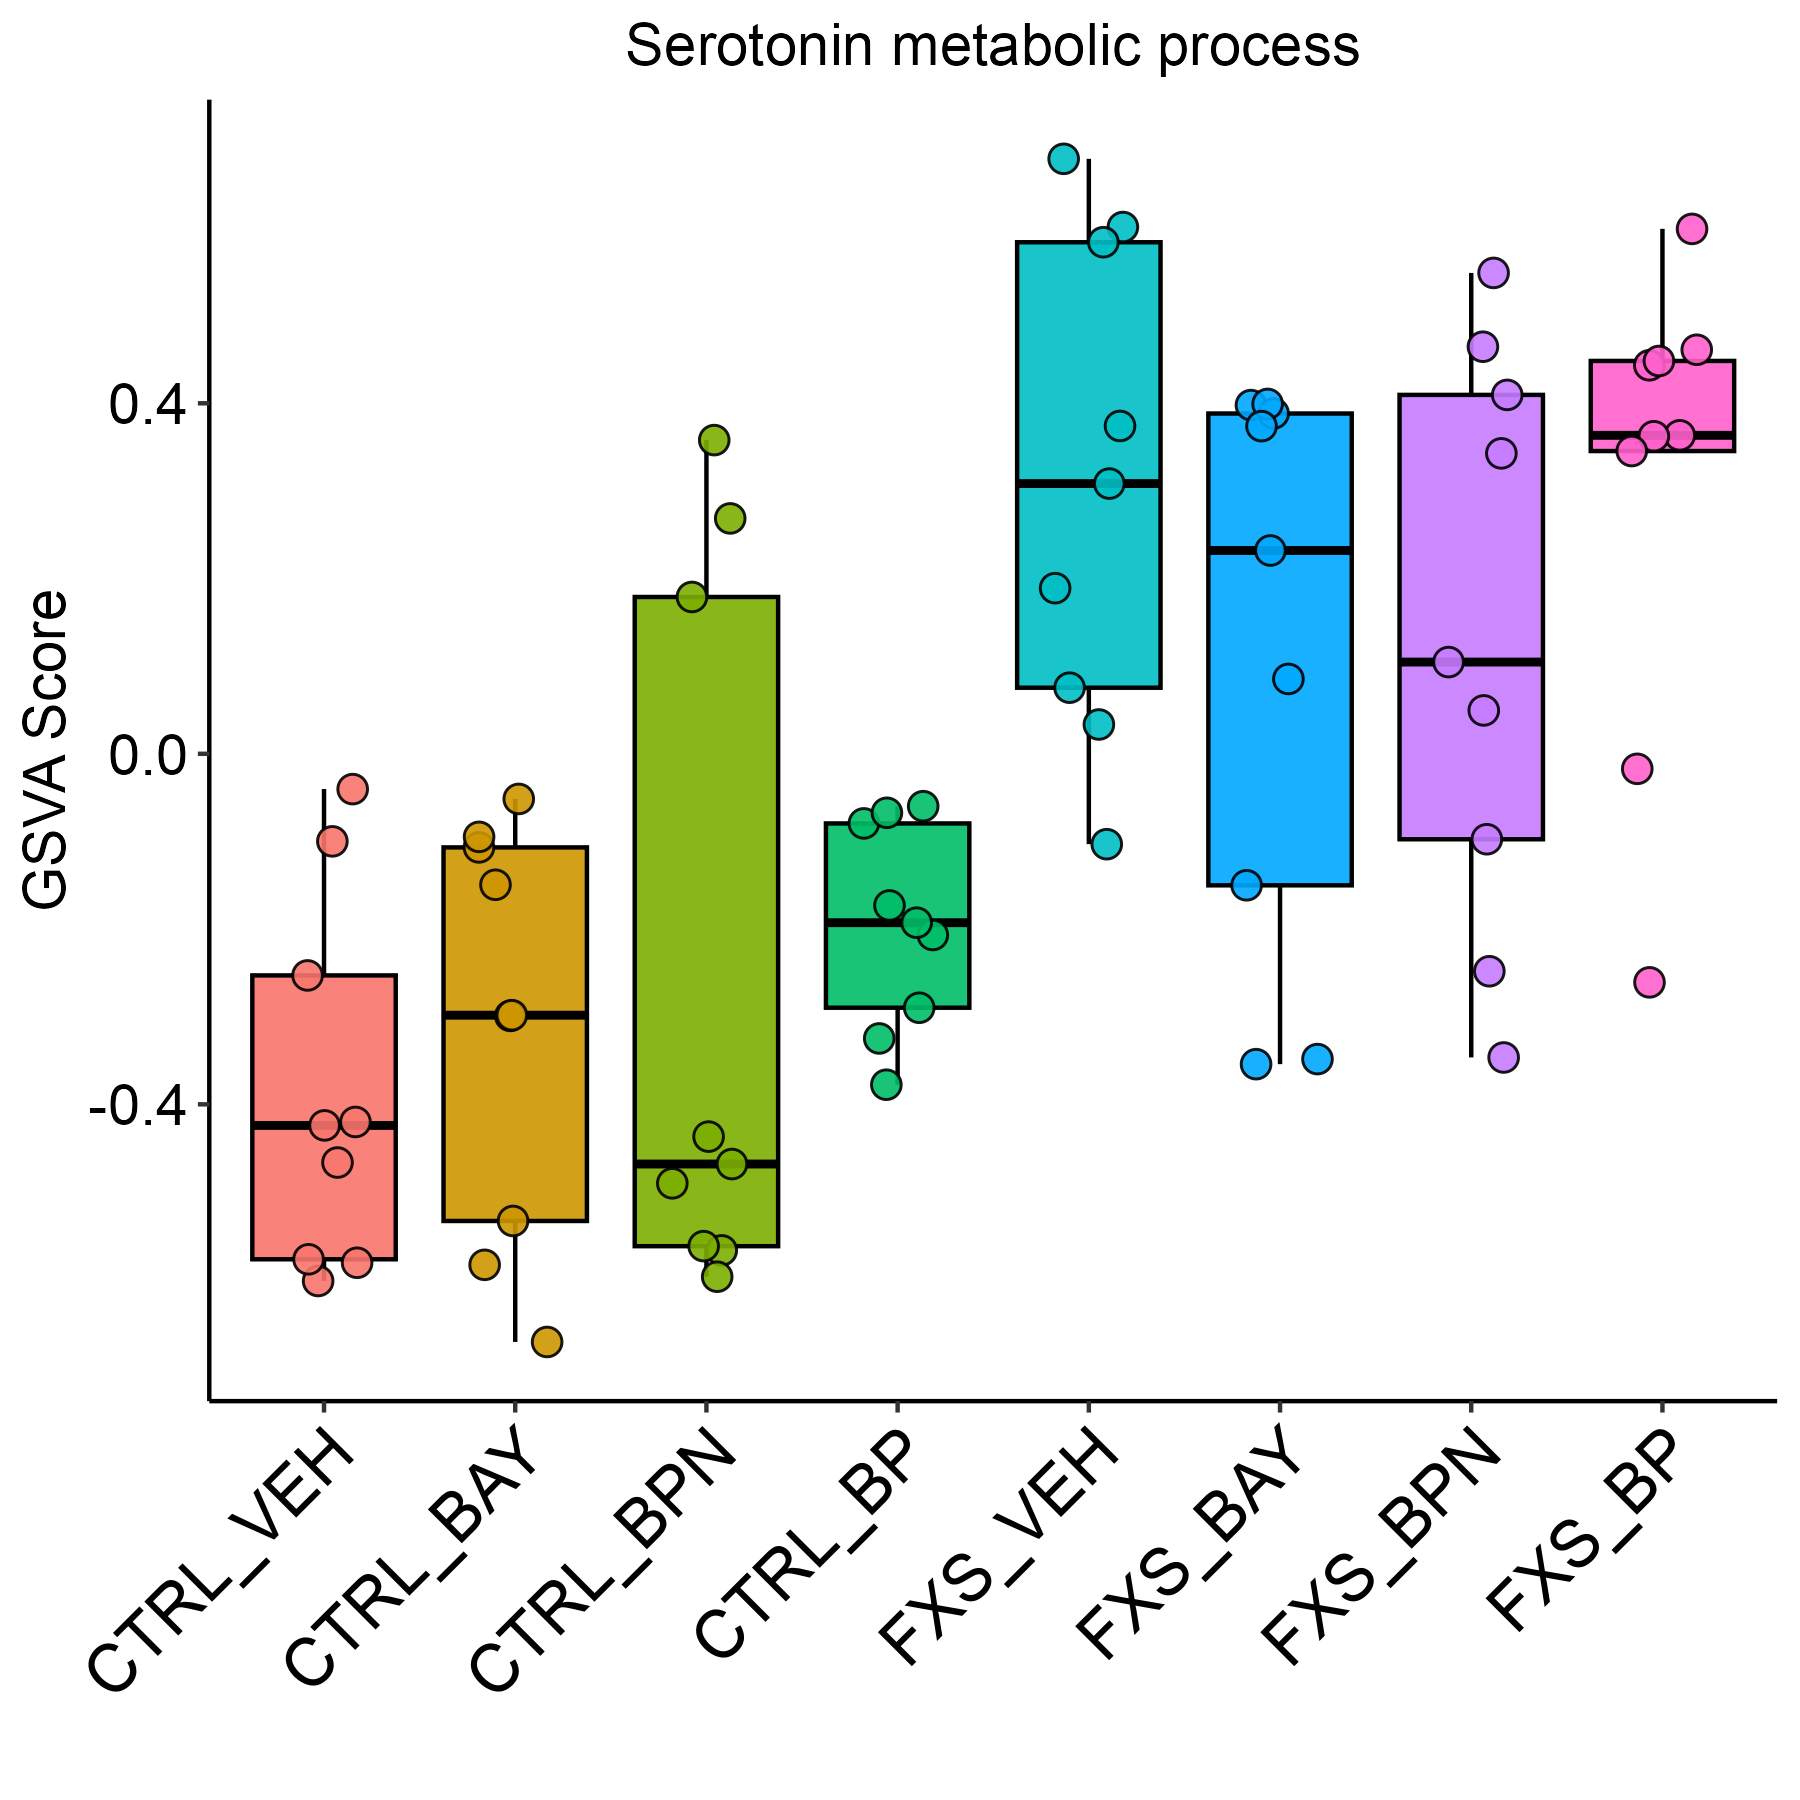 Serotonin metabolic process
GSVA Score
0.4
0.0
-0.4
CTRL_VEH
CTRL_BAY
CTRL_BPN
CTRL_BP
FXS_VEH
FXS_BAY
FXS_BPN
FXS_BP